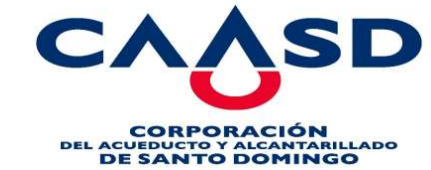 CAASD
CORPORACIÓN
DEL ACUEDUCTO Y ALCANTARILLADO
DE SANTO DOMINGO